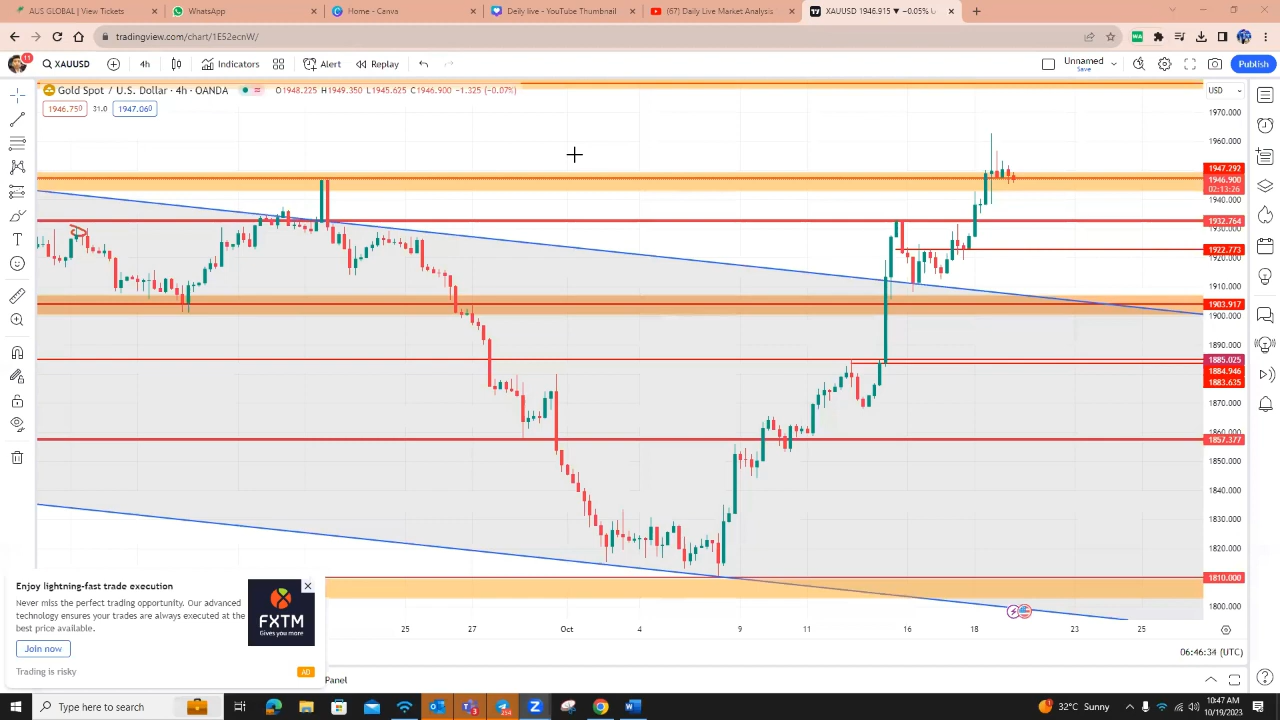 AUS GLOBAL | View Tickets
WhatsApp
Home - Canva
Daily live - YouTube Thumbnail
(67) Daily Live Market Analysis
XAUUSD 1946.915 ▼ −0.05% U
tradingview.com/chart/1E52ecnW/
11
XAUUSD
4h
Indicators
Alert
Replay
Unnamed
Save
Publish
Gold Spot / U.S. Dollar · 4h · OANDA
O1948.225 H1949.350 L1945.625 C1946.900 −1.325 (−0.07%)
USD
1946.750
31.0
1947.060
1970.000
1960.000
1947.292
1946.900
02:13:26
1940.000
1932.764
1930.000
1922.773
1920.000
1910.000
1903.917
1900.000
1890.000
1885.025
1884.946
1883.635
1870.000
1860.000
1857.377
1850.000
1840.000
1830.000
1820.000
1810.000
1800.000
Enjoy lightning-fast trade execution
Never miss the perfect trading opportunity. Our advanced
technology ensures your trades are always executed at the
best price available.
FXTM
Gives you more
Join now
Trading is risky
AD
25
27
Oct
4
9
11
16
18
23
25
06:46:34 (UTC)
Panel
Type here to search
32°C Sunny
10:47 AM
10/19/2023